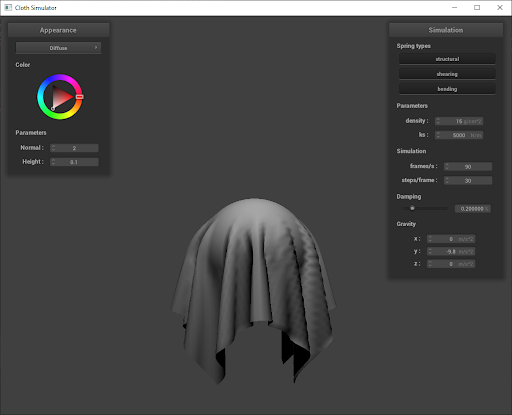 Cloth Simulator
Appearance
Diffuse
Color
Parameters
Normal : 2
Height : 0.1
Simulation
Spring types
structural
shearing
bending
Parameters
density : 15 g/cm^2
ks : 5000 N/m
Simulation
frames/s : 90
steps/frame : 30
Damping
0.200000
Gravity
x : 0 m/s^2
y : -9.8 m/s^2
z : 0 m/s^2